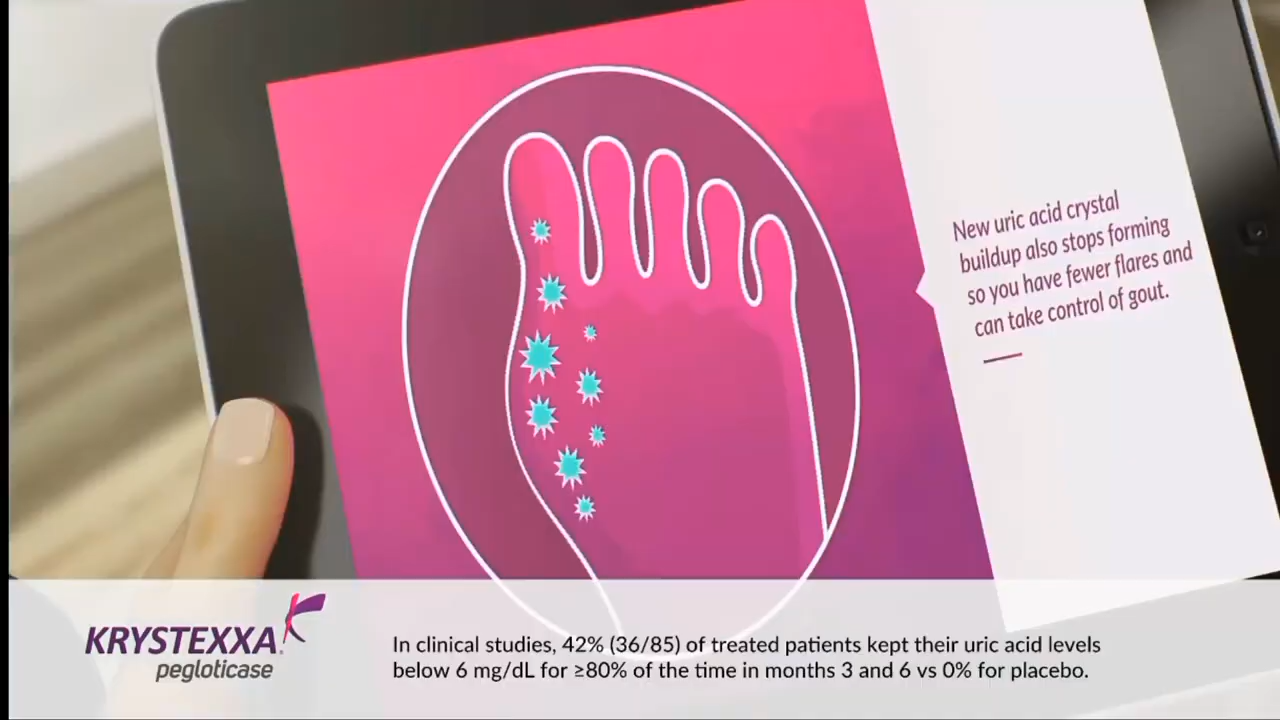 New uric acid crystal
buildup also stops forming
so you have fewer flares and
can take control of gout.
KRYSTEXXA®
pegloticase
In clinical studies, 42% (36/85) of treated patients kept their uric acid levels
below 6 mg/dL for ≥80% of the time in months 3 and 6 vs 0% for placebo.